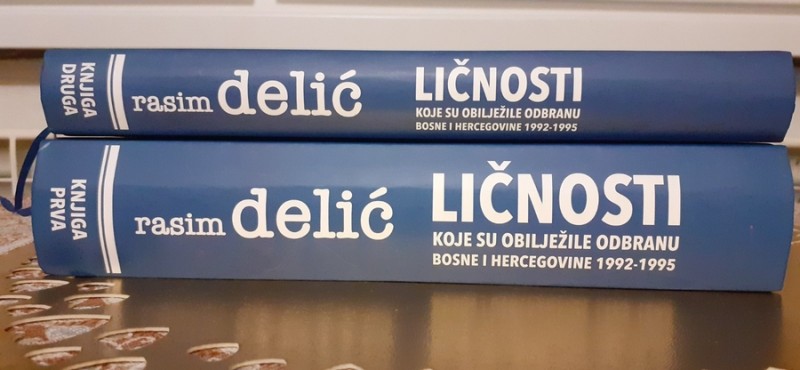 KNJIGA
DRUGA
rasim delić
LIČNOSTI
KOJE SU OBILJEŽILE ODBRANU
BOSNE I HERCEGOVINE 1992-1995
KNJIGA
PRVA
rasim delić
LIČNOSTI
KOJE SU OBILJEŽILE ODBRANU
BOSNE I HERCEGOVINE 1992-1995